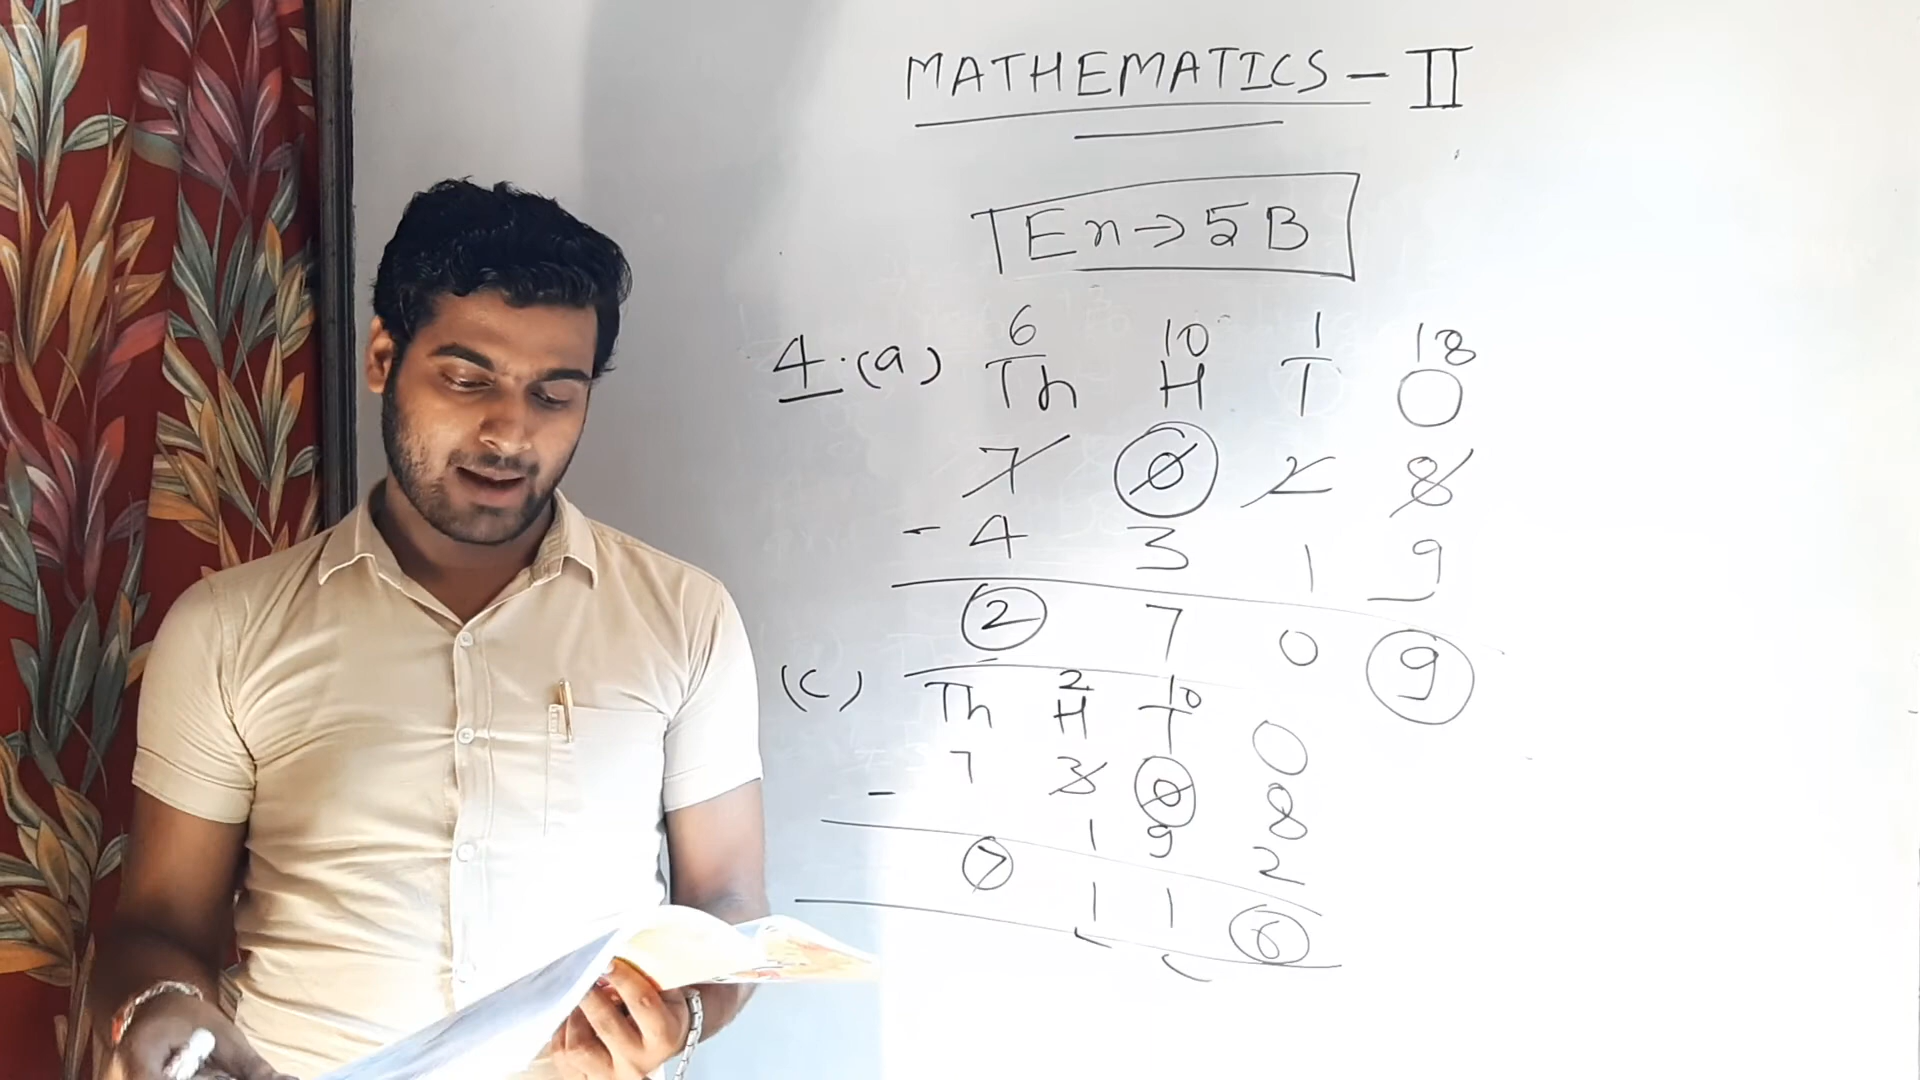 MATHEMATICS - II
Ex → 5B
6 10 1 18
4. (a) Th H T O
7 0 2 8
- 4 3 1 9
2 7 0 9
2 10
(c) Th H T O
7 3 0 8
- 1 9 2
7 1 1 6